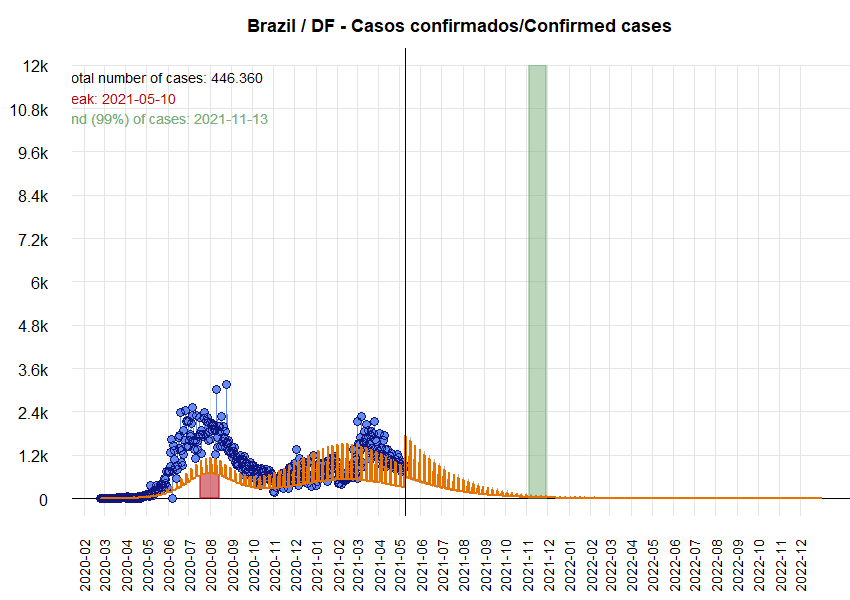 Brazil / DF - Casos confirmados/Confirmed cases
12k
otal number of cases: 446.360
eak: 2021-05-10
10.8k
nd (99%) of cases: 2021-11-13
9.6k
8.4k
7.2k
6k
4.8k
3.6k
2.4k
1.2k
0
2020-02
2020-03
2020-04
2020-05
2020-06
2020-07
2020-08
2020-09
2020-10
2020-11
2020-12
2021-01
2021-02
2021-03
2021-04
2021-05
2021-06
2021-07
2021-08
2021-09
2021-10
2021-11
2021-12
2022-01
2022-02
2022-03
2022-04
2022-05
2022-06
2022-07
2022-08
2022-09
2022-10
2022-11
2022-12